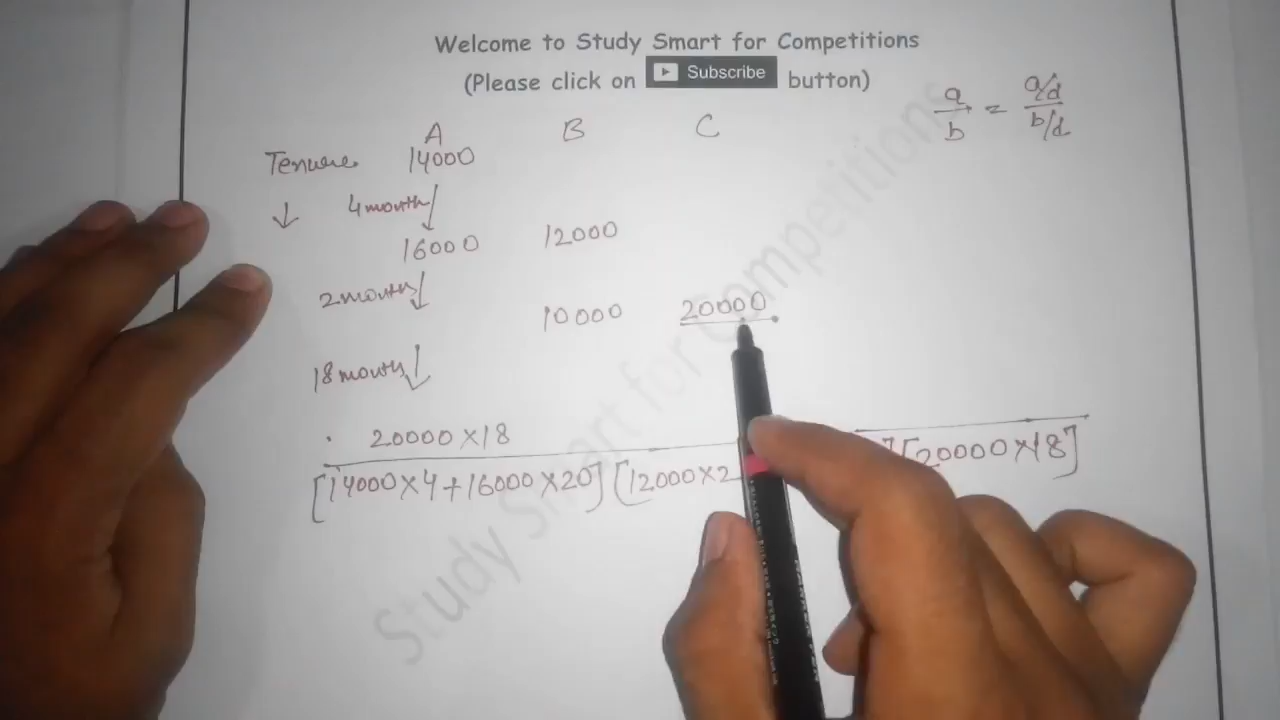 Welcome to Study Smart for Competitions
(Please click on Subscribe button)
a/b = a/d / b/d
A B C
Tenure 14000
↓ 4 month ↓
16000 12000
2 month ↓
10000 20000
18 month ↓
20000 × 18
[14000 × 4 + 16000 × 20] [12000 × 2 ] [20000 × 18]
Study Smart for Competitions